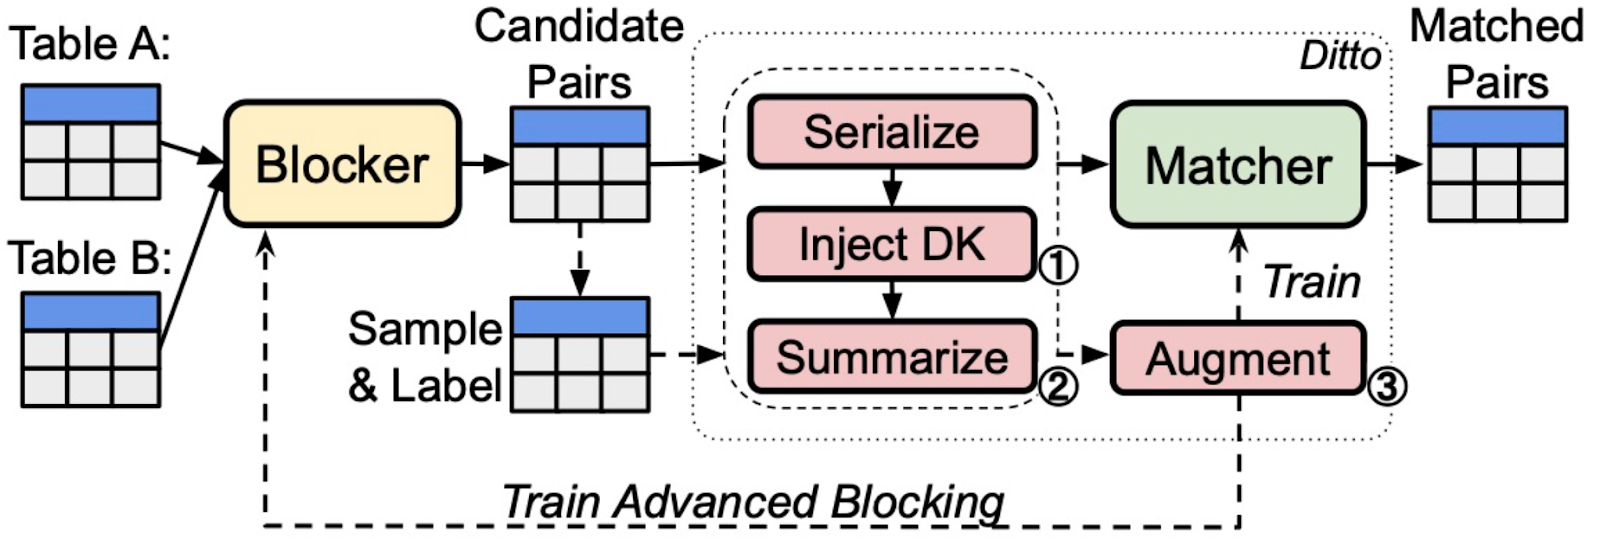 Table A:
Table B:
Blocker
Candidate
Pairs
Sample
& Label
Ditto
Serialize
Inject DK
①
Summarize
②
Matcher
Train
Augment
③
Matched
Pairs
Train Advanced Blocking